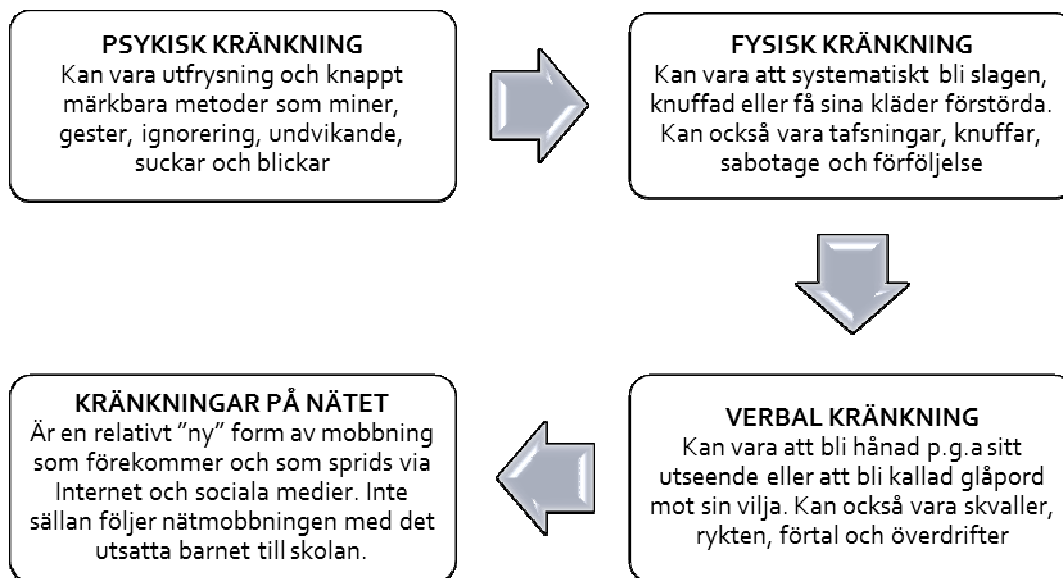 PSYKISK KRÄNKNING
Kan vara utfrysning och knappt
märkbara metoder som miner,
gester, ignorering, undvikande,
suckar och blickar
FYSISK KRÄNKNING
Kan vara att systematiskt bli slagen,
knuffad eller få sina kläder förstörda.
Kan också vara tafsningar, knuffar,
sabotage och förföljelse
VERBAL KRÄNKNING
Kan vara att bli hånad p.g.a sitt
utseende eller att bli kallad glåpord
mot sin vilja. Kan också vara skvaller,
rykten, förtal och överdrifter
KRÄNKNINGAR PÅ NÄTET
Är en relativt "ny" form av mobbning
som förekommer och som sprids via
Internet och sociala medier. Inte
sällan följer nätmobbningen med det
utsatta barnet till skolan.